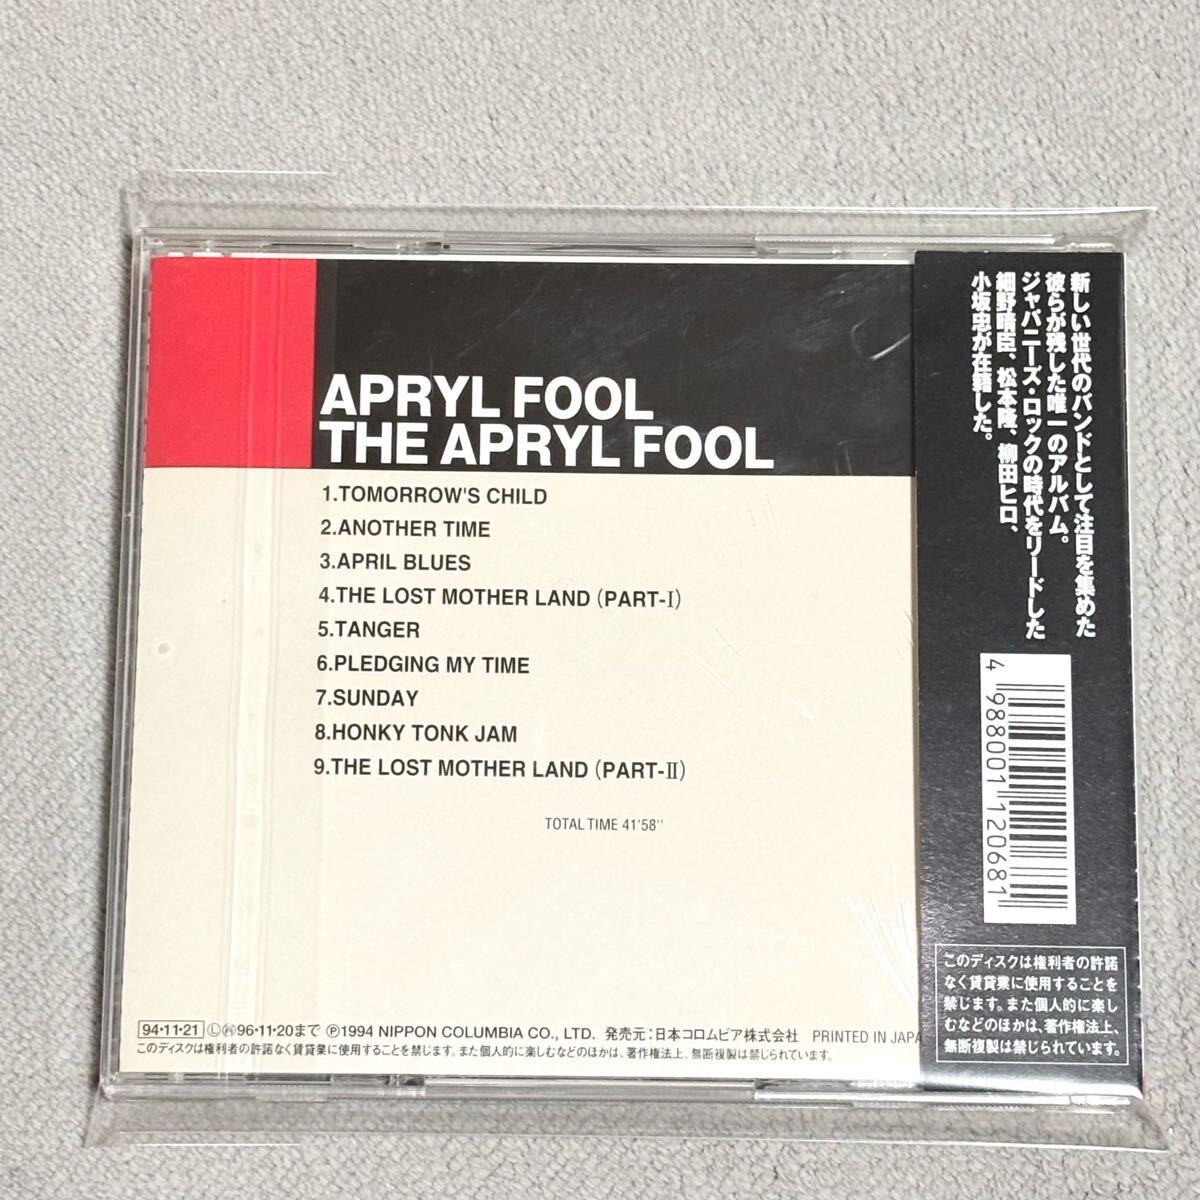 APRYL FOOL
THE APRYL FOOL
1.TOMORROW'S CHILD
2.ANOTHER TIME
3.APRIL BLUES
4.THE LOST MOTHER LAND (PART-I)
5.TANGER
6.PLEDGING MY TIME
7.SUNDAY
8.HONKY TONK JAM
9.THE LOST MOTHER LAND (PART-II)
TOTAL TIME 41'58''
94・11・21 Ⓛ㋹96・11・20まで Ⓟ1994 NIPPON COLUMBIA CO., LTD. 発売元:日本コロムビア株式会社 PRINTED IN JAPA
このディスクは権利者の許諾なく賃貸業に使用することを禁じます。また個人的に楽しむなどのほかは、著作権法上、無断複製は禁じられています。
新しい世代のバンドとして注目を集めた
彼らが残した唯一のアルバム。
ジャパニーズ・ロックの時代をリードした
細野晴臣、松本隆、柳田ヒロ、
小坂忠が在籍した。
4 988001 120681
このディスクは権利者の許諾
なく賃貸業に使用することを
禁じます。また個人的に楽し
むなどのほかは、著作権法上、
無断複製は禁じられています。